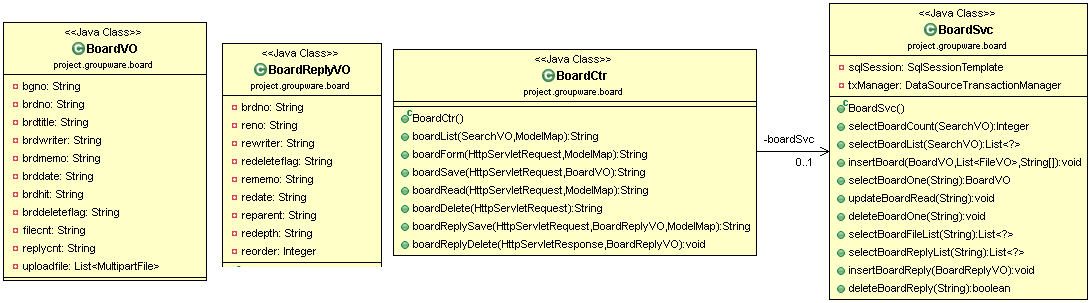 <<Java Class>>
BoardVO
project.groupware.board
bgno: String
brdno: String
brdtitle: String
brdwriter: String
brdmemo: String
brddate: String
brdhit: String
brddeleteflag: String
filecnt: String
replycnt: String
uploadfile: List<MultipartFile>
<<Java Class>>
BoardReplyVO
project.groupware.board
brdno: String
reno: String
rewriter: String
redeleteflag: String
rememo: String
redate: String
reparent: String
redepth: String
reorder: Integer
<<Java Class>>
BoardCtr
project.groupware.board
BoardCtr()
boardList(SearchVO,ModelMap):String
boardForm(HttpServletRequest,ModelMap):String
boardSave(HttpServletRequest,BoardVO):String
boardRead(HttpServletRequest,ModelMap):String
boardDelete(HttpServletRequest):String
boardReplySave(HttpServletRequest,BoardReplyVO,ModelMap):String
boardReplyDelete(HttpServletResponse,BoardReplyVO):void
-boardSvc
0..1
<<Java Class>>
BoardSvc
project.groupware.board
sqlSession: SqlSessionTemplate
txManager: DataSourceTransactionManager
BoardSvc()
selectBoardCount(SearchVO):Integer
selectBoardList(SearchVO):List<?>
insertBoard(BoardVO,List<FileVO>,String[]):void
selectBoardOne(String):BoardVO
updateBoardRead(String):void
deleteBoardOne(String):void
selectBoardFileList(String):List<?>
selectBoardReplyList(String):List<?>
insertBoardReply(BoardReplyVO):void
deleteBoardReply(String):boolean